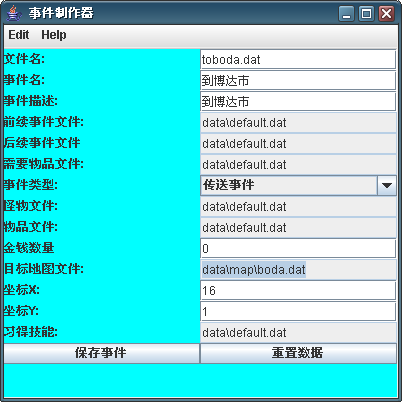 事件制作器
Edit Help
文件名: toboda.dat
事件名: 到博达市
事件描述: 到博达市
前续事件文件: data\default.dat
后续事件文件 data\default.dat
需要物品文件: data\default.dat
事件类型: 传送事件
怪物文件: data\default.dat
物品文件: data\default.dat
金钱数量 0
目标地图文件: data\map\boda.dat
坐标X: 16
坐标Y: 1
习得技能: data\default.dat
保存事件 重置数据